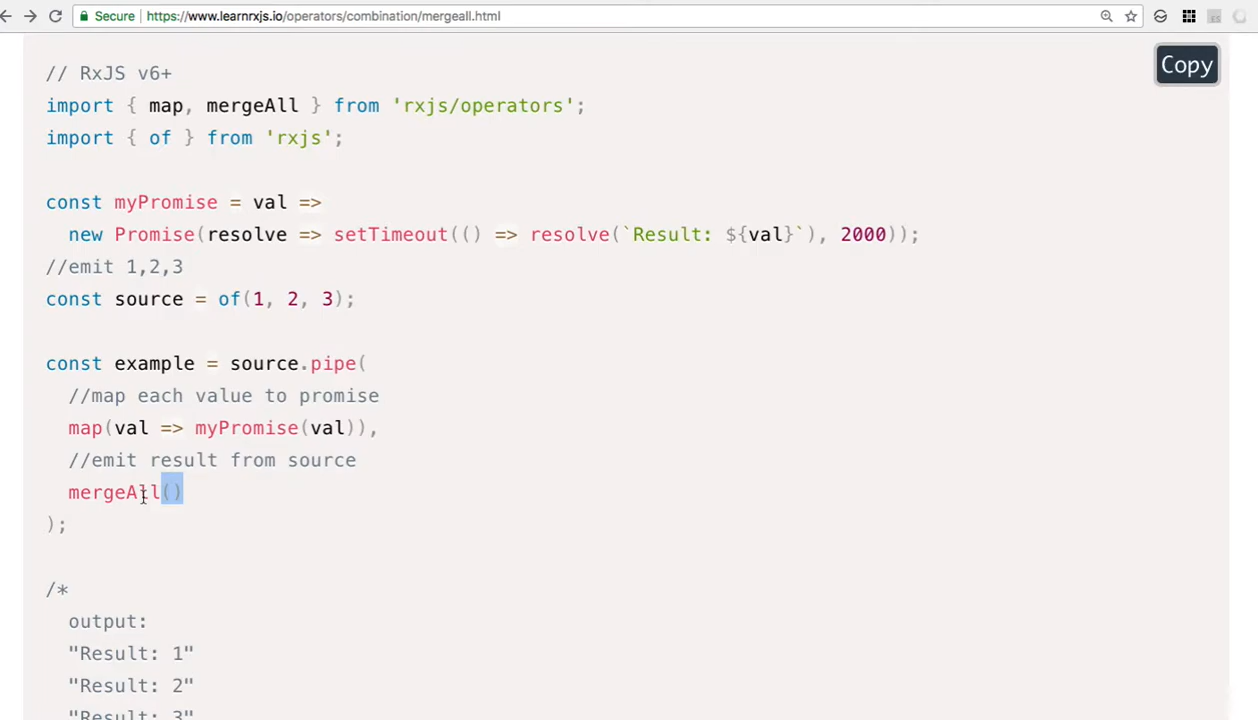 Secure | https://www.learnrxjs.io/operators/combination/mergeall.html
Copy
// RxJS v6+
import { map, mergeAll } from 'rxjs/operators';
import { of } from 'rxjs';
const myPromise = val =>
new Promise(resolve => setTimeout(() => resolve(`Result: ${val}`), 2000));
//emit 1,2,3
const source = of(1, 2, 3);
const example = source.pipe(
//map each value to promise
map(val => myPromise(val)),
//emit result from source
mergeAll()
);
/*
output:
"Result: 1"
"Result: 2"
"Result: 3"